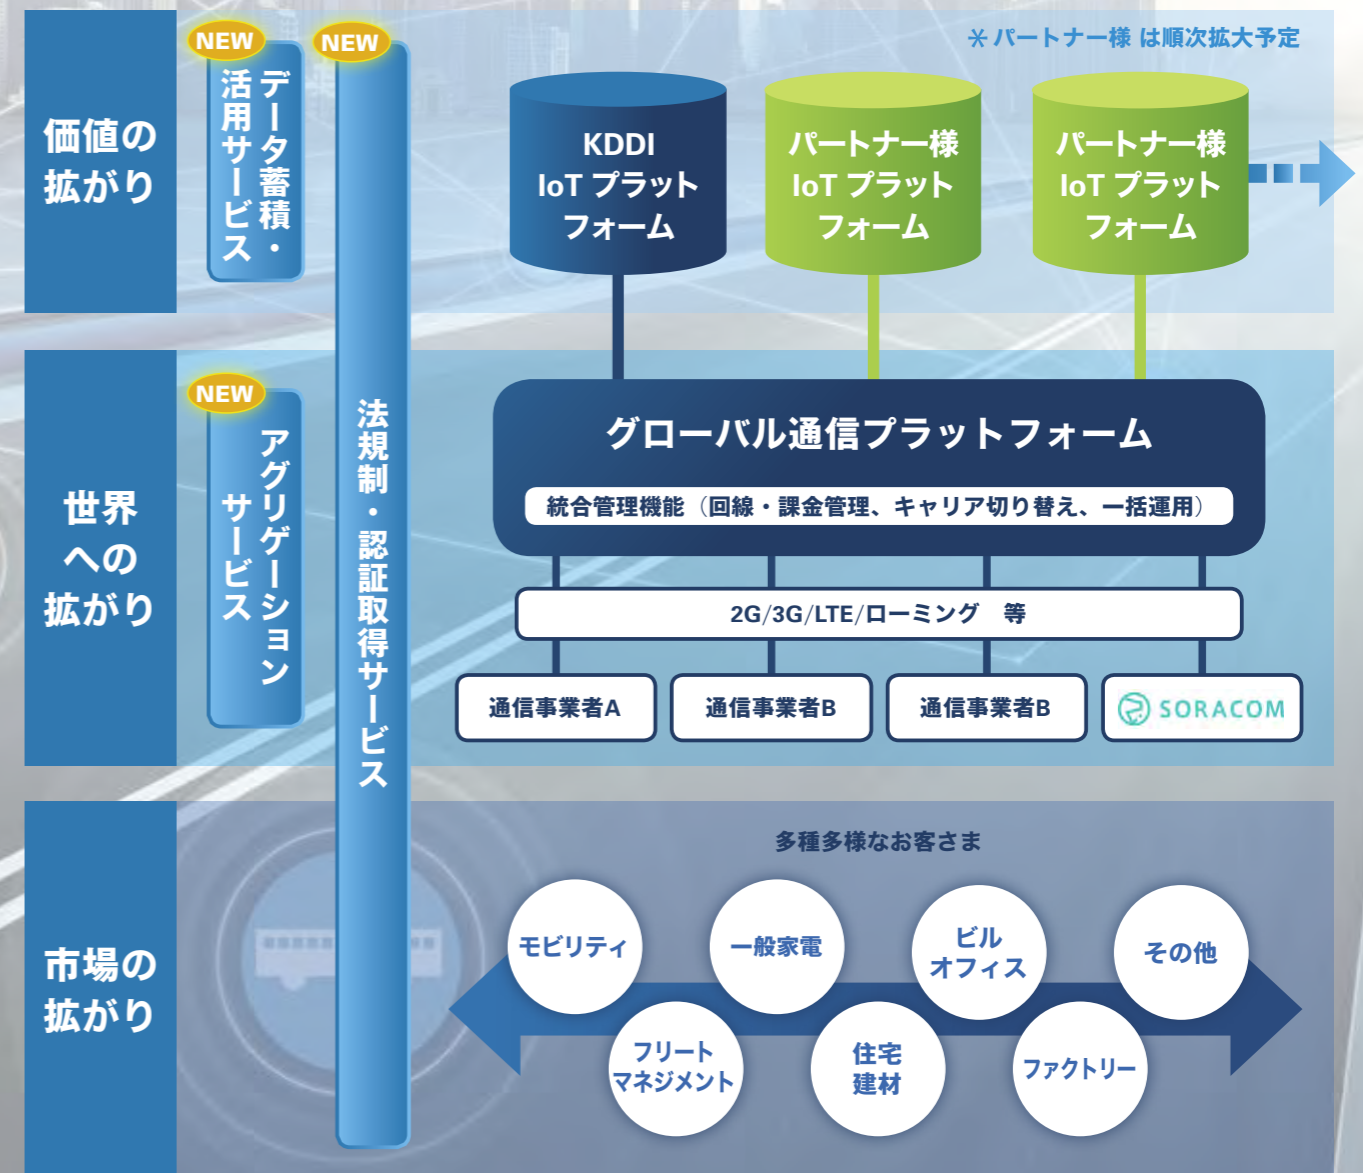 ＊パートナー様 は順次拡大予定
価値の
拡がり
NEW
データ蓄積・
活用サービス
NEW
法規制・認証取得サービス
KDDI
IoT プラット
フォーム
パートナー様
IoT プラット
フォーム
パートナー様
IoT プラット
フォーム
世界
への
拡がり
NEW
アグリゲーション
サービス
グローバル通信プラットフォーム
統合管理機能（回線・課金管理、キャリア切り替え、一括運用）
2G/3G/LTE/ローミング　等
通信事業者A
通信事業者B
通信事業者B
SORACOM
市場の
拡がり
多種多様なお客さま
モビリティ
一般家電
ビル
オフィス
その他
フリート
マネジメント
住宅
建材
ファクトリー